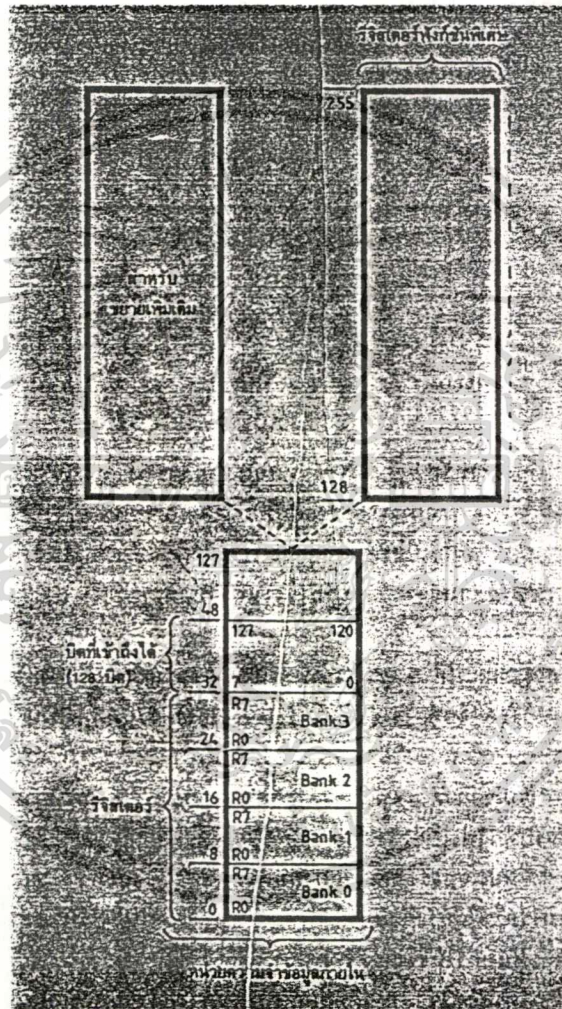 รีจิสเตอร์ฟังก์ชันพิเศษ
255
สำหรับ
ขยายเพิ่มเติม
128
127
48
127 120
บิตที่เข้าถึงได้
(128 บิต)
32 7 0
R7
Bank 3
24 R0
R7
Bank 2
16 R0
รีจิสเตอร์
R7
Bank 1
8 R0
R7
Bank 0
0 R0
หน่วยความจำข้อมูลภายใน